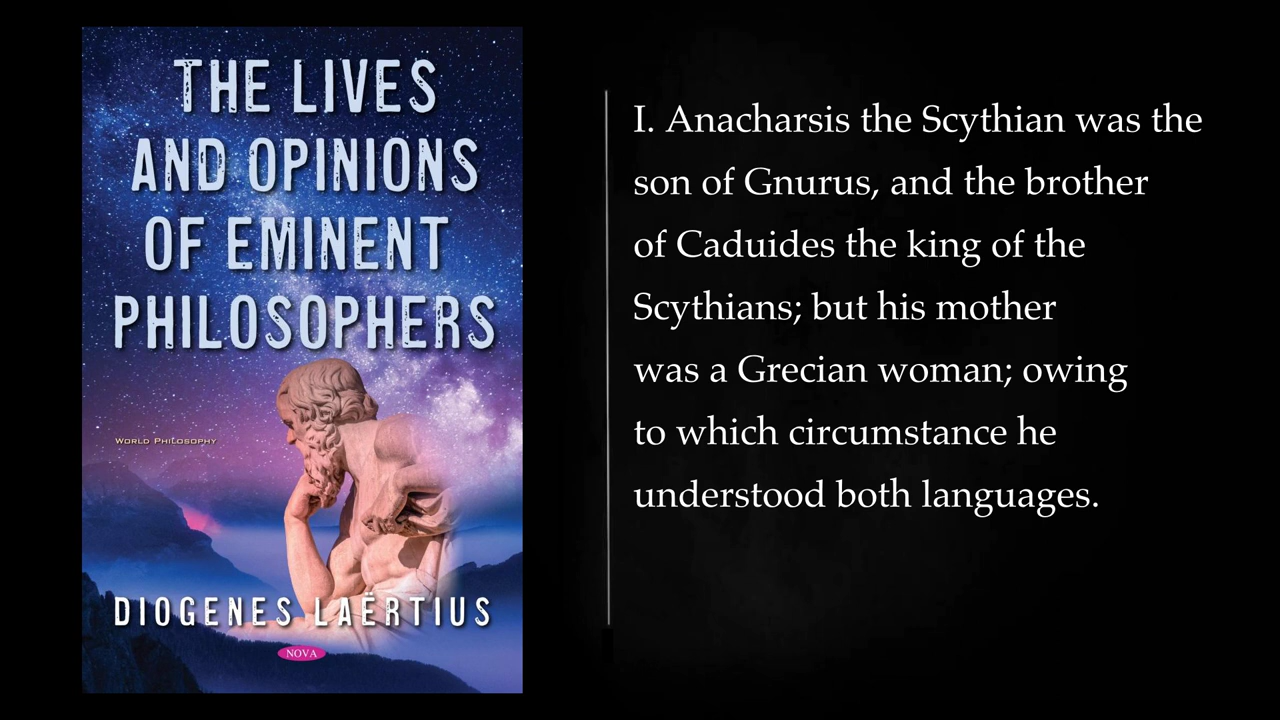 THE LIVES
AND OPINIONS
OF EMINENT
PHILOSOPHERS
WORLD PHILOSOPHY
DIOGENES LAËRTIUS
NOVA
I. Anacharsis the Scythian was the
son of Gnurus, and the brother
of Caduides the king of the
Scythians; but his mother
was a Grecian woman; owing
to which circumstance he
understood both languages.